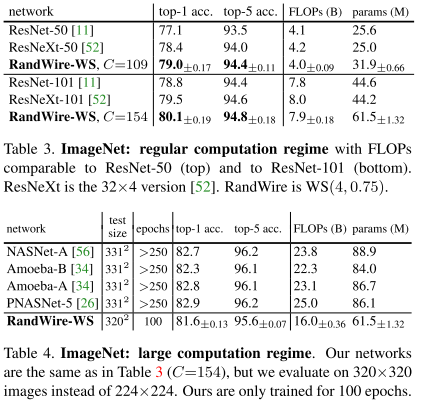 network top-1 acc. top-5 acc. FLOPs (B) params (M)
ResNet-50 [11] 77.1 93.5 4.1 25.6
ResNeXt-50 [52] 78.4 94.0 4.2 25.0
RandWire-WS, C=109 79.0±0.17 94.4±0.11 4.0±0.09 31.9±0.66
ResNet-101 [11] 78.8 94.4 7.8 44.6
ResNeXt-101 [52] 79.5 94.6 8.0 44.2
RandWire-WS, C=154 80.1±0.19 94.8±0.18 7.9±0.18 61.5±1.32
Table 3. ImageNet: regular computation regime with FLOPs
comparable to ResNet-50 (top) and to ResNet-101 (bottom).
ResNeXt is the 32×4 version [52]. RandWire is WS(4, 0.75).
network test size epochs top-1 acc. top-5 acc. FLOPs (B) params (M)
NASNet-A [56] 331² >250 82.7 96.2 23.8 88.9
Amoeba-B [34] 331² >250 82.3 96.1 22.3 84.0
Amoeba-A [34] 331² >250 82.8 96.1 23.1 86.7
PNASNet-5 [26] 331² >250 82.9 96.2 25.0 86.1
RandWire-WS 320² 100 81.6±0.13 95.6±0.07 16.0±0.36 61.5±1.32
Table 4. ImageNet: large computation regime. Our networks
are the same as in Table 3 (C=154), but we evaluate on 320×320
images instead of 224×224. Ours are only trained for 100 epochs.